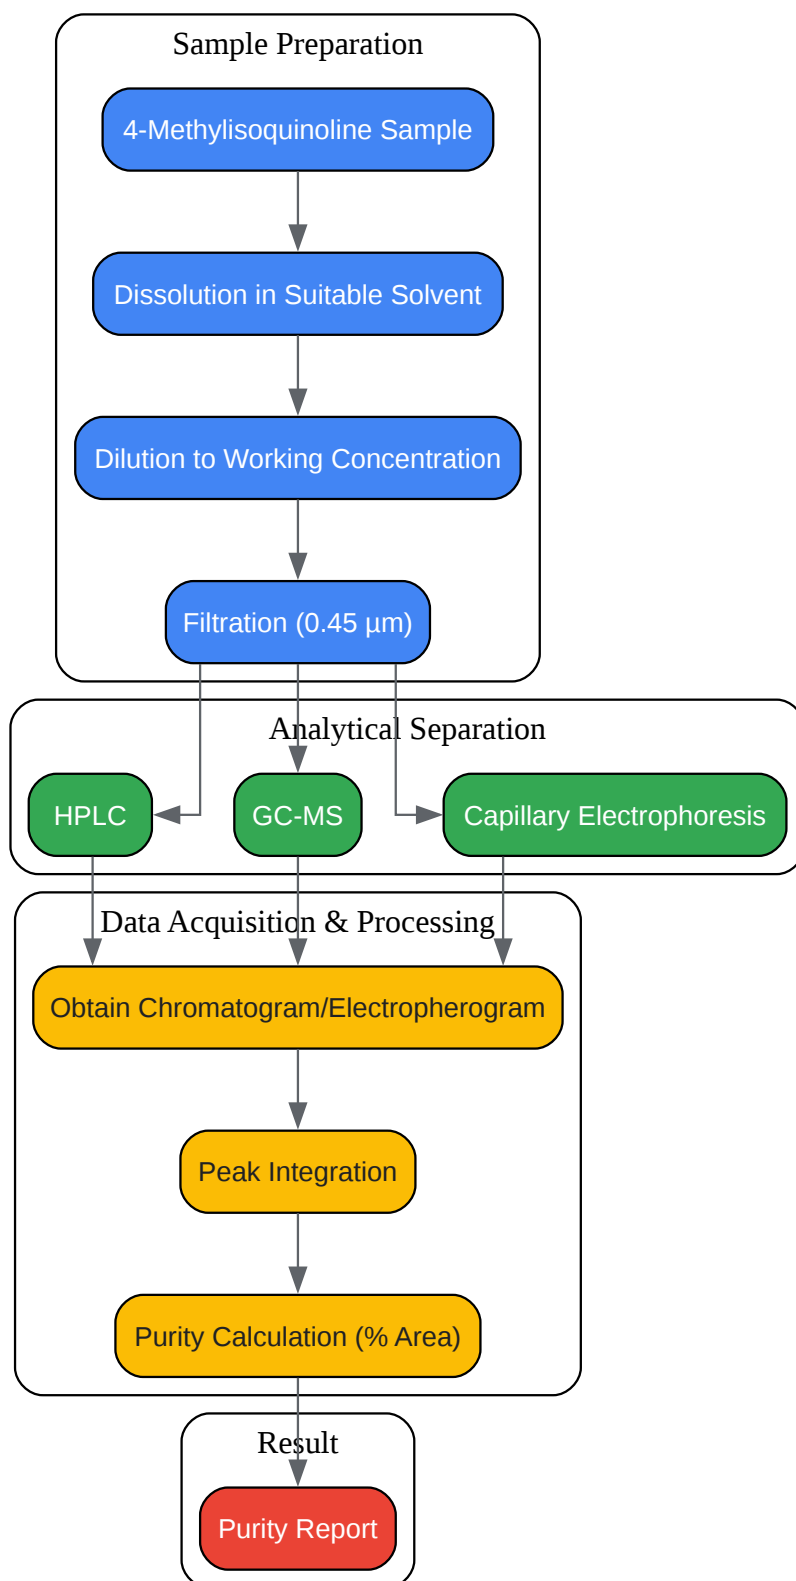 Sample Preparation
4-Methylisoquinoline Sample
Dissolution in Suitable Solvent
Dilution to Working Concentration
Filtration (0.45 µm)
Analytical Separation
HPLC
GC-MS
Capillary Electrophoresis
Data Acquisition & Processing
Obtain Chromatogram/Electropherogram
Peak Integration
Purity Calculation (% Area)
Result
Purity Report